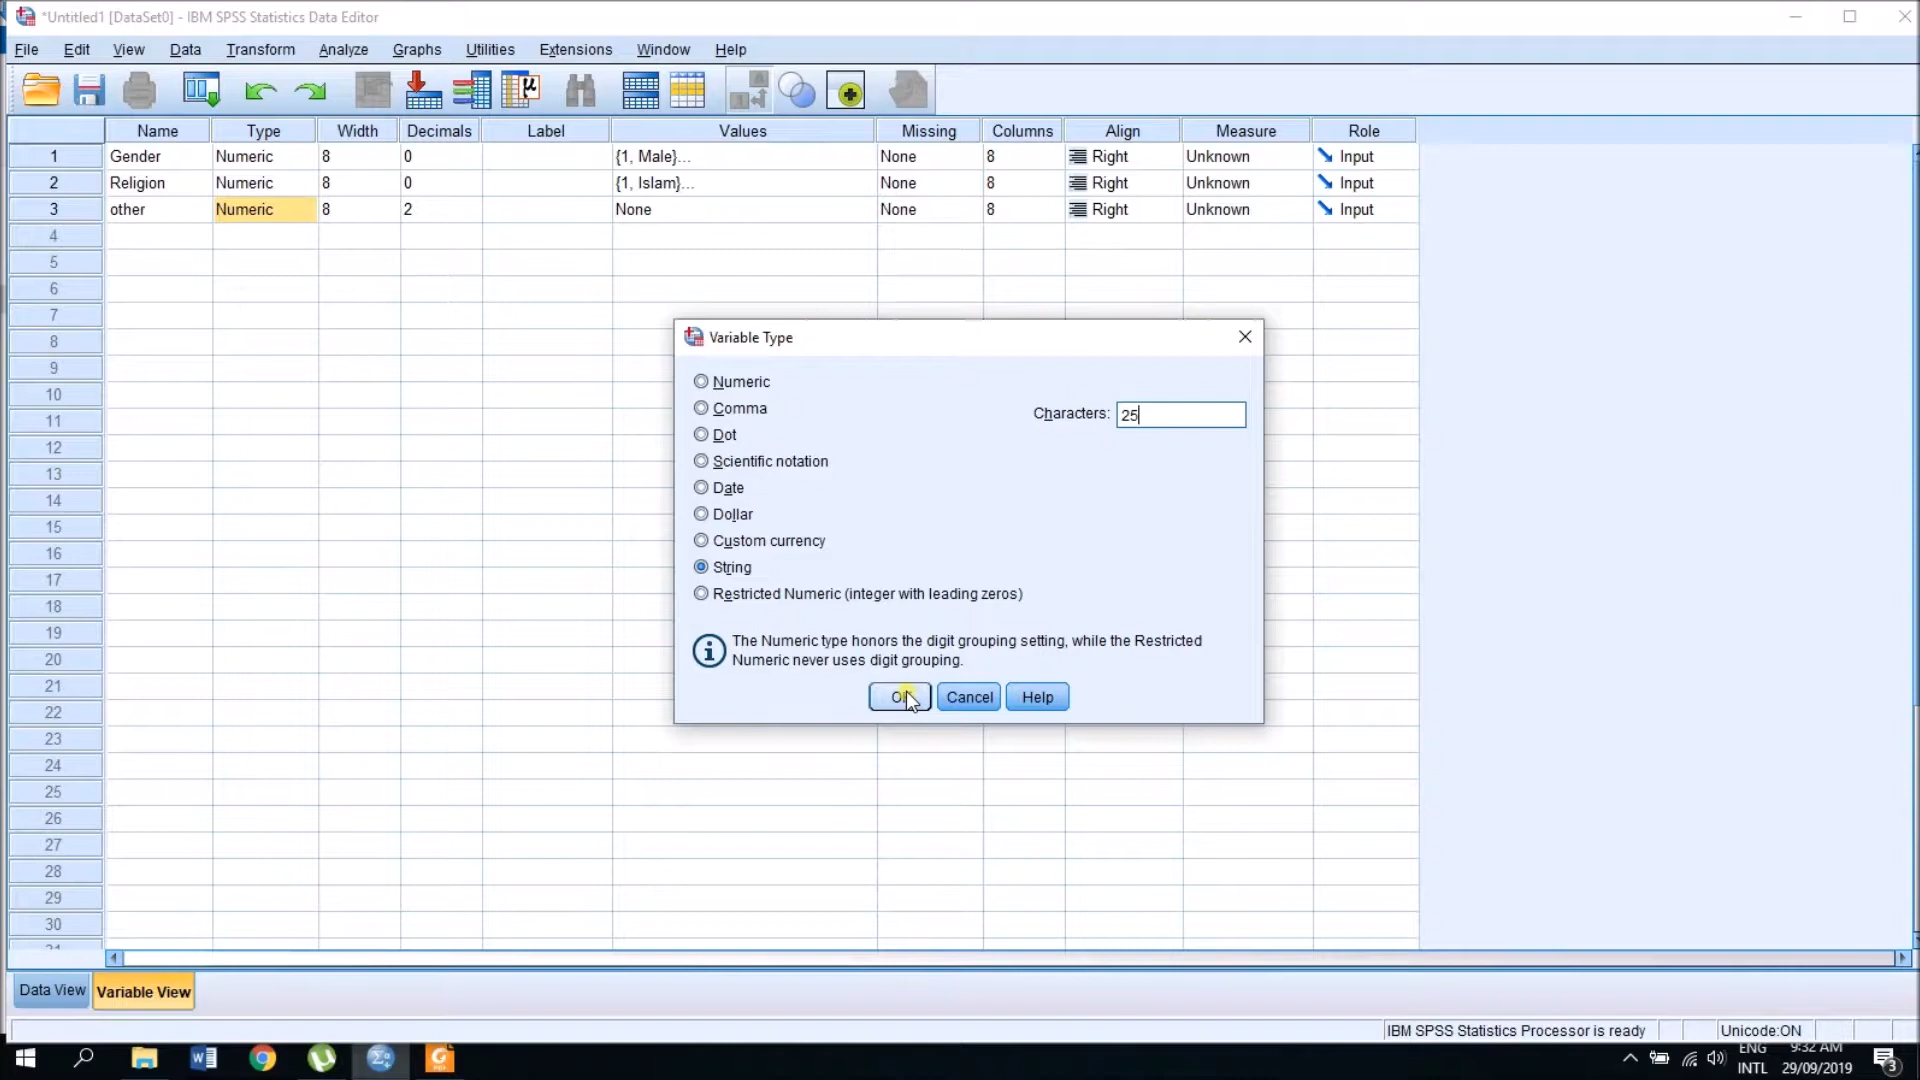 *Untitled1 [DataSet0] - IBM SPSS Statistics Data Editor
File Edit View Data Transform Analyze Graphs Utilities Extensions Window Help
Name Type Width Decimals Label Values Missing Columns Align Measure Role
1 Gender Numeric 8 0 {1, Male}... None 8 Right Unknown Input
2 Religion Numeric 8 0 {1, Islam}... None 8 Right Unknown Input
3 other Numeric 8 2 None None 8 Right Unknown Input
4
5
6
7
8
9
10
11
12
13
14
15
16
17
18
19
20
21
22
23
24
25
26
27
28
29
30
31
Variable Type
Numeric
Comma
Characters: 25
Dot
Scientific notation
Date
Dollar
Custom currency
String
Restricted Numeric (integer with leading zeros)
The Numeric type honors the digit grouping setting, while the Restricted
Numeric never uses digit grouping.
OK Cancel Help
Data View Variable View
IBM SPSS Statistics Processor is ready Unicode:ON
ENG 9:32 AM
INTL 29/09/2019 3